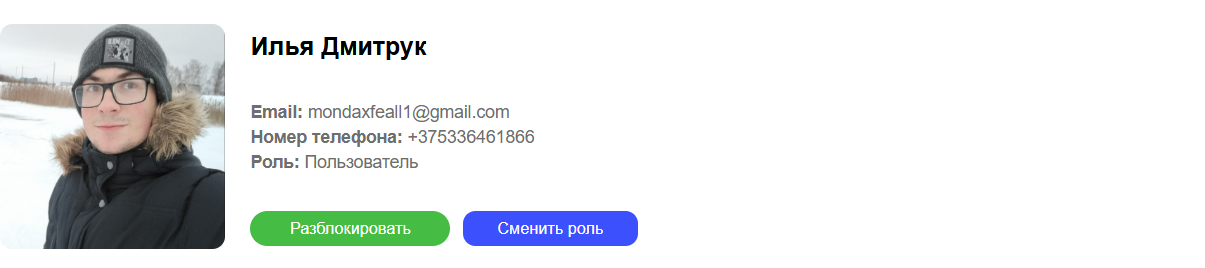 Илья Дмитрук
Email: mondaxfeall1@gmail.com
Номер телефона: +375336461866
Роль: Пользователь
Разблокировать
Сменить роль